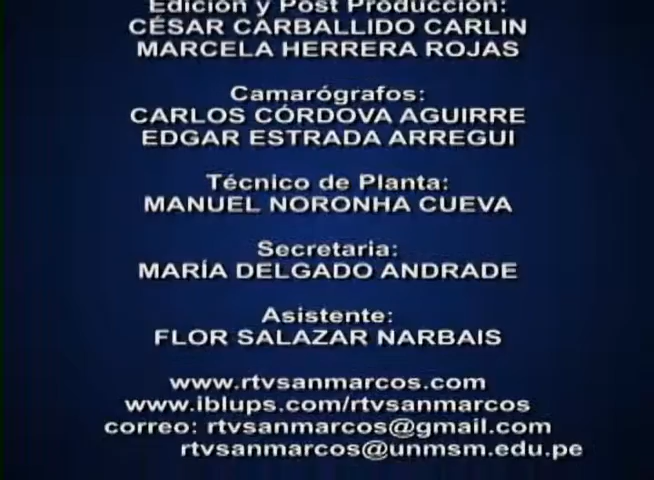 Edición y Post Producción:
CÉSAR CARBALLIDO CARLIN
MARCELA HERRERA ROJAS
Camarógrafos:
CARLOS CÓRDOVA AGUIRRE
EDGAR ESTRADA ARREGUI
Técnico de Planta:
MANUEL NORONHA CUEVA
Secretaria:
MARÍA DELGADO ANDRADE
Asistente:
FLOR SALAZAR NARBAIS
www.rtvsanmarcos.com
www.iblups.com/rtvsanmarcos
correo: rtvsanmarcos@gmail.com
rtvsanmarcos@unmsm.edu.pe